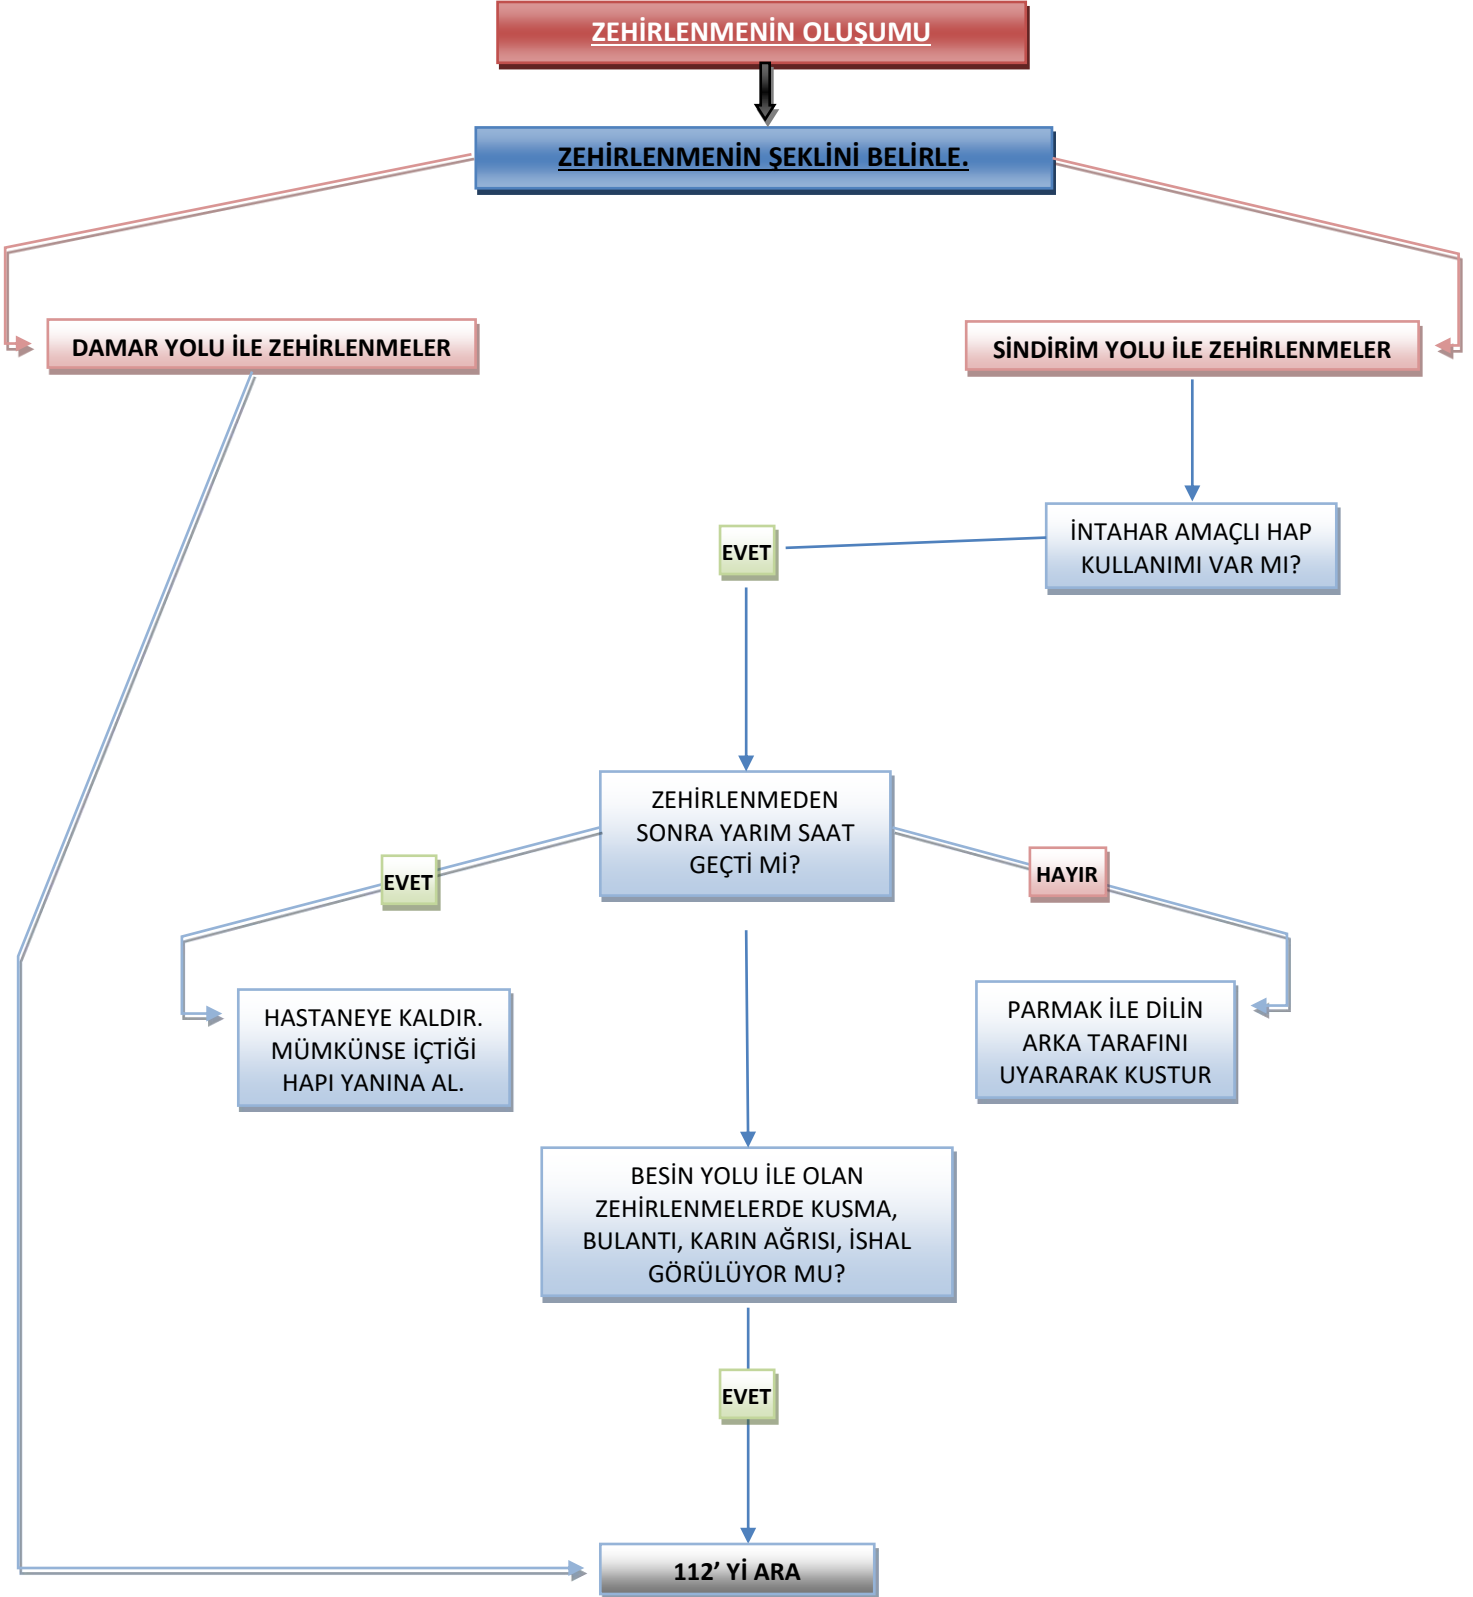 ZEHİRLENMENİN OLUŞUMU
ZEHİRLENMENİN ŞEKLİNİ BELİRLE.
DAMAR YOLU İLE ZEHİRLENMELER
SİNDİRİM YOLU İLE ZEHİRLENMELER
İNTAHAR AMAÇLI HAP
KULLANIMI VAR MI?
EVET
ZEHİRLENMEDEN
SONRA YARIM SAAT
GEÇTİ Mİ?
EVET
HAYIR
HASTANEYE KALDIR.
MÜMKÜNSE İÇTİĞİ
HAPI YANINA AL.
PARMAK İLE DİLİN
ARKA TARAFINI
UYARARAK KUSTUR
BESİN YOLU İLE OLAN
ZEHİRLENMELERDE KUSMA,
BULANTI, KARIN AĞRISI, İSHAL
GÖRÜLÜYOR MU?
EVET
112’ Yİ ARA